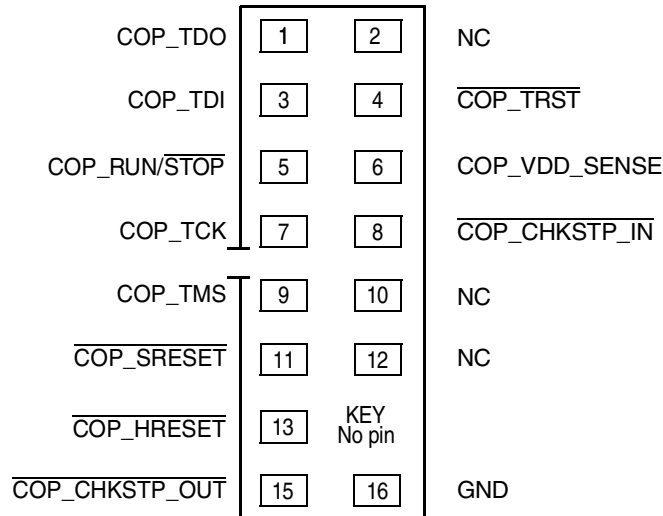 COP_TDO 1 2 NC
COP_TDI 3 4 COP_TRST
COP_RUN/STOP 5 6 COP_VDD_SENSE
COP_TCK 7 8 COP_CHKSTP_IN
COP_TMS 9 10 NC
COP_SRESET 11 12 NC
COP_HRESET 13 KEY
No pin
COP_CHKSTP_OUT 15 16 GND